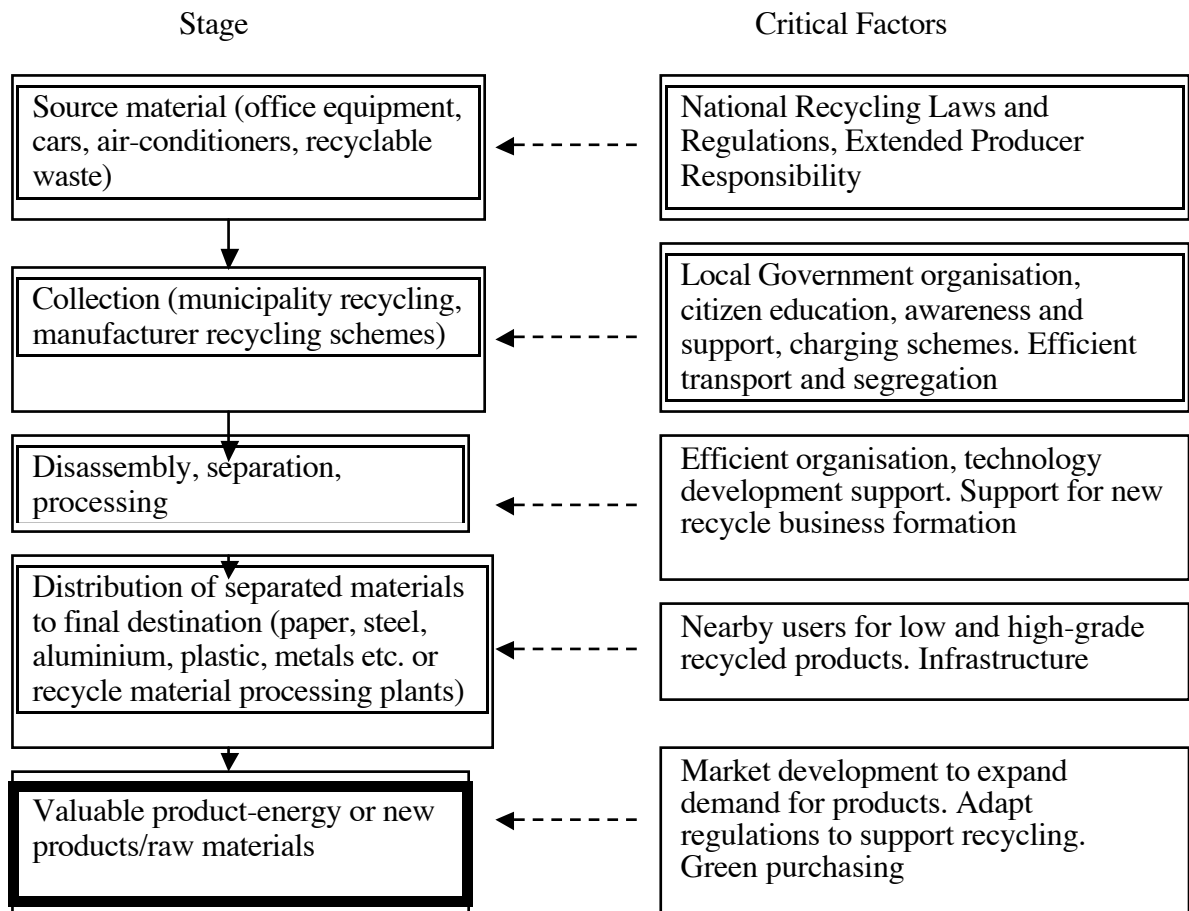 Stage
Critical Factors
Source material (office equipment,
cars, air-conditioners, recyclable
waste)
National Recycling Laws and
Regulations, Extended Producer
Responsibility
Collection (municipality recycling,
manufacturer recycling schemes)
Local Government organisation,
citizen education, awareness and
support, charging schemes. Efficient
transport and segregation
Disassembly, separation,
processing
Efficient organisation, technology
development support. Support for new
recycle business formation
Distribution of separated materials
to final destination (paper, steel,
aluminium, plastic, metals etc. or
recycle material processing plants)
Nearby users for low and high-grade
recycled products. Infrastructure
Valuable product-energy or new
products/raw materials
Market development to expand
demand for products. Adapt
regulations to support recycling.
Green purchasing